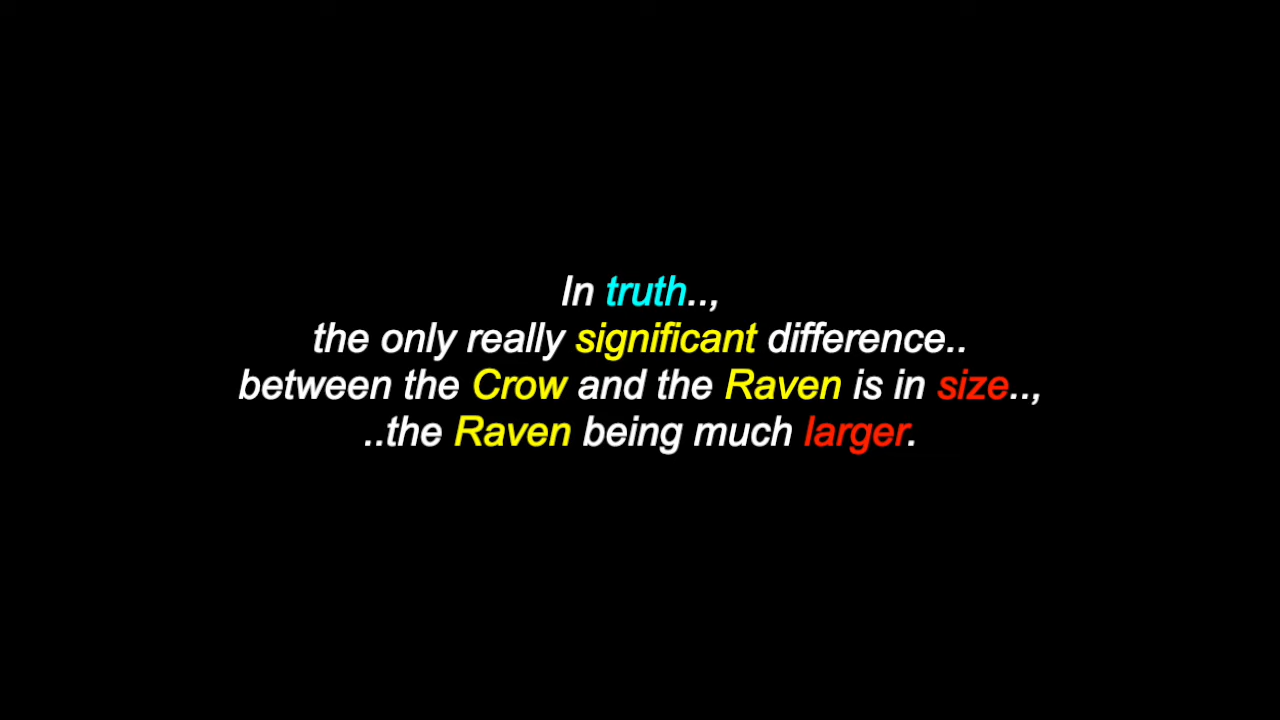 In truth..,
the only really significant difference..
between the Crow and the Raven is in size..,
..the Raven being much larger.